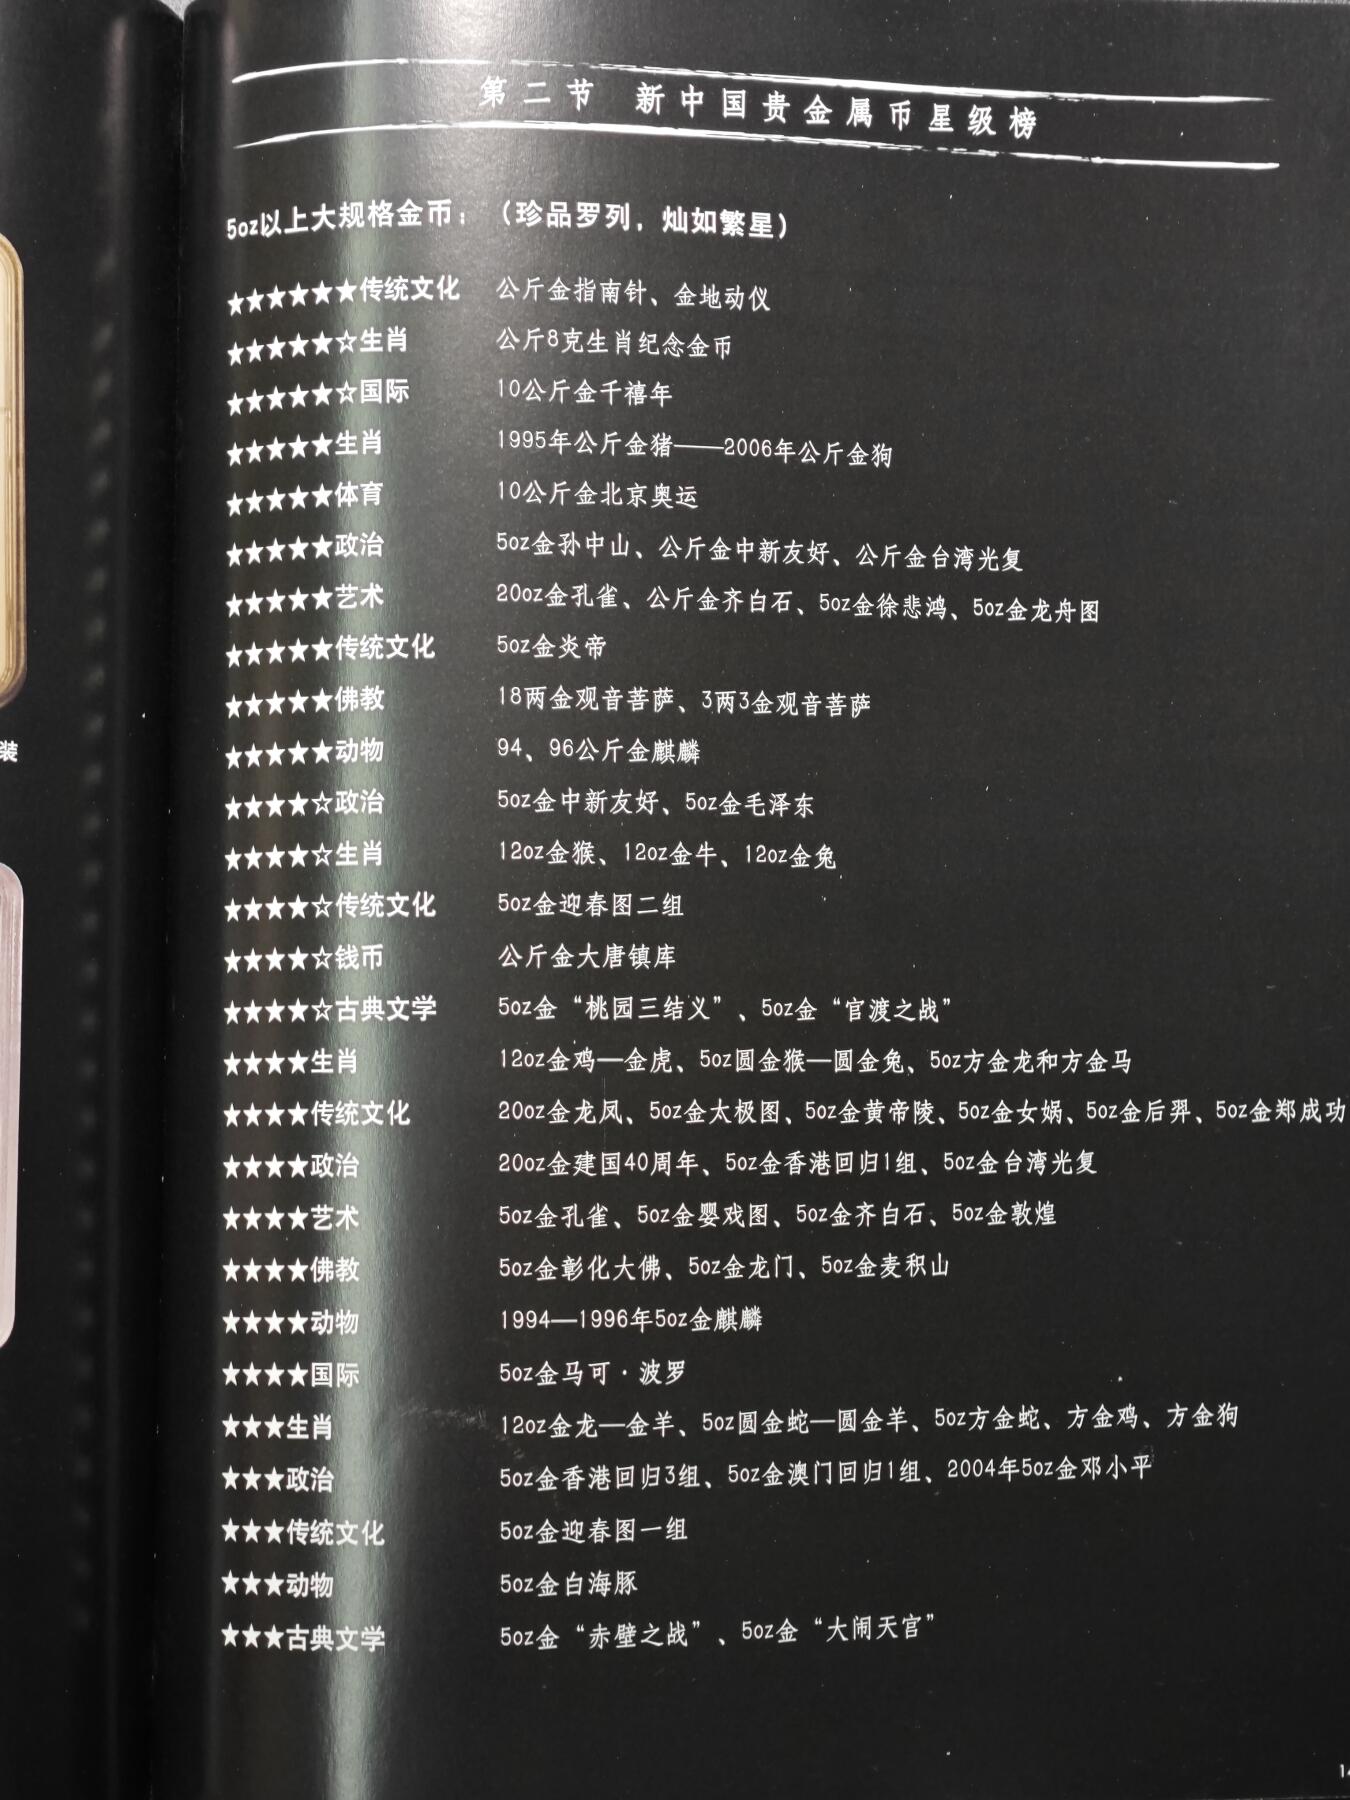 第二节 新中国贵金属币星级榜
5oz以上大规格金币：（珍品罗列，灿如繁星）
★★★★★★传统文化 公斤金指南针、金地动仪
★★★★★☆生肖 公斤8克生肖纪念金币
★★★★★☆国际 10公斤金千禧年
★★★★★生肖 1995年公斤金猪——2006年公斤金狗
★★★★★体育 10公斤金北京奥运
★★★★★政治 5oz金孙中山、公斤金中新友好、公斤金台湾光复
★★★★★艺术 20oz金孔雀、公斤金齐白石、5oz金徐悲鸿、5oz金龙舟图
★★★★★传统文化 5oz金炎帝
★★★★★佛教 18两金观音菩萨、3两3金观音菩萨
★★★★★动物 94、96公斤金麒麟
★★★★☆政治 5oz金中新友好、5oz金毛泽东
★★★★☆生肖 12oz金猴、12oz金牛、12oz金兔
★★★★☆传统文化 5oz金迎春图二组
★★★★☆钱币 公斤金大唐镇库
★★★★☆古典文学 5oz金“桃园三结义”、5oz金“官渡之战”
★★★★生肖 12oz金鸡—金虎、5oz圆金猴—圆金兔、5oz方金龙和方金马
★★★★传统文化 20oz金龙凤、5oz金太极图、5oz金黄帝陵、5oz金女娲、5oz金后羿、5oz金郑成功
★★★★政治 20oz金建国40周年、5oz金香港回归1组、5oz金台湾光复
★★★★艺术 5oz金孔雀、5oz金婴戏图、5oz金齐白石、5oz金敦煌
★★★★佛教 5oz金彰化大佛、5oz金龙门、5oz金麦积山
★★★★动物 1994—1996年5oz金麒麟
★★★★国际 5oz金马可·波罗
★★★生肖 12oz金龙—金羊、5oz圆金蛇—圆金羊、5oz方金蛇、方金鸡、方金狗
★★★政治 5oz金香港回归3组、5oz金澳门回归1组、2004年5oz金邓小平
★★★传统文化 5oz金迎春图一组
★★★动物 5oz金白海豚
★★★古典文学 5oz金“赤壁之战”、5oz金“大闹天宫”
装